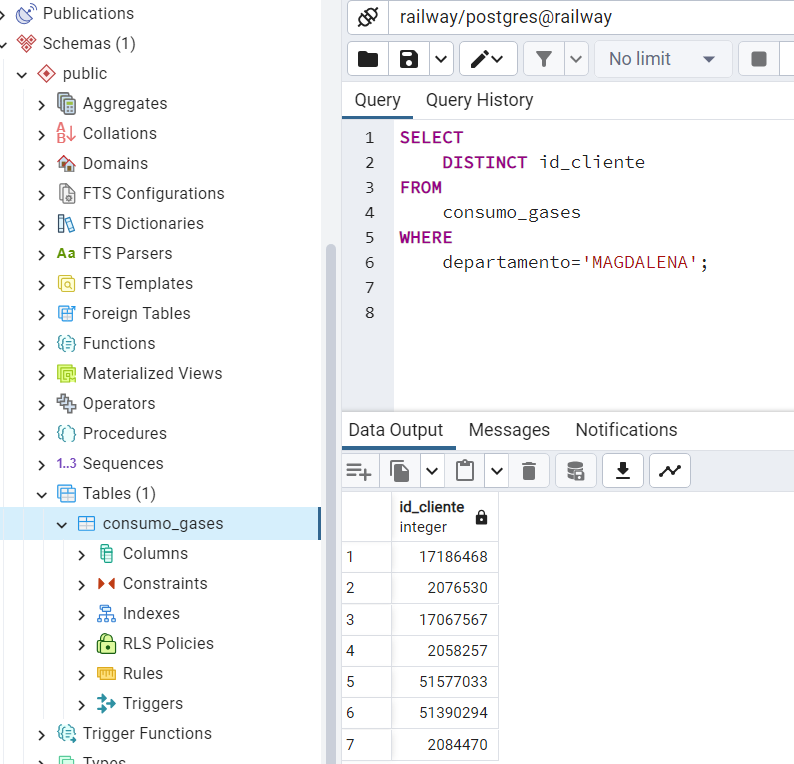 Publications
Schemas (1)
public
Aggregates
Collations
Domains
FTS Configurations
FTS Dictionaries
Aa FTS Parsers
FTS Templates
Foreign Tables
Functions
Materialized Views
Operators
Procedures
1..3 Sequences
Tables (1)
consumo_gases
Columns
Constraints
Indexes
RLS Policies
Rules
Triggers
Trigger Functions
Types
railway/postgres@railway
No limit
Query Query History
1 SELECT
2 DISTINCT id_cliente
3 FROM
4 consumo_gases
5 WHERE
6 departamento='MAGDALENA';
7
8
Data Output Messages Notifications
id_cliente
integer
1 17186468
2 2076530
3 17067567
4 2058257
5 51577033
6 51390294
7 2084470